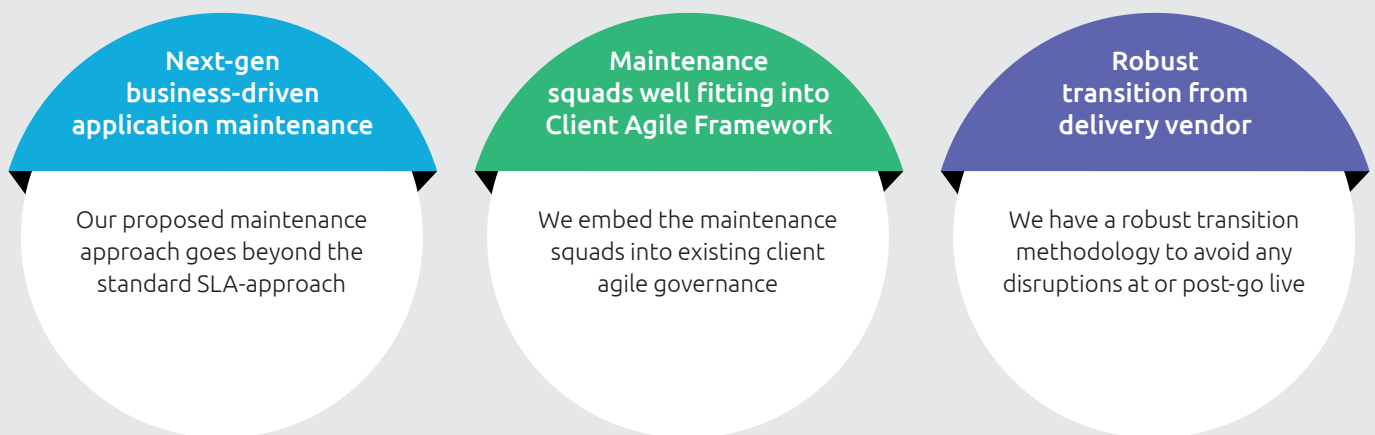 Next-gen
business-driven
application maintenance
Our proposed maintenance
approach goes beyond the
standard SLA-approach
Maintenance
squads well fitting into
Client Agile Framework
We embed the maintenance
squads into existing client
agile governance
Robust
transition from
delivery vendor
We have a robust transition
methodology to avoid any
disruptions at or post-go live